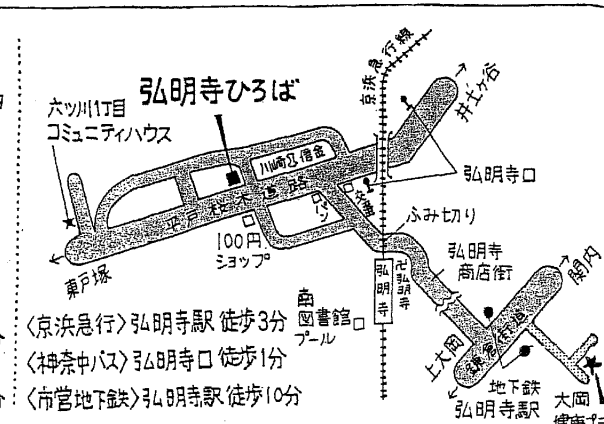 六ツ川1丁目
コミュニティハウス
弘明寺ひろば
京浜急行線
井土ヶ谷
川崎信金
弘明寺口
平戸桜木道路
パン
交番
ふみ切り
100円
ショップ
東戸塚
弘明寺
卍弘明寺
弘明寺
商店街
関内
鎌倉街道
上大岡
南
図書館
プール
地下鉄
弘明寺駅
大岡
〈京浜急行〉弘明寺駅 徒歩3分
〈神奈中バス〉弘明寺口 徒歩1分
〈市営地下鉄〉弘明寺駅 徒歩10分